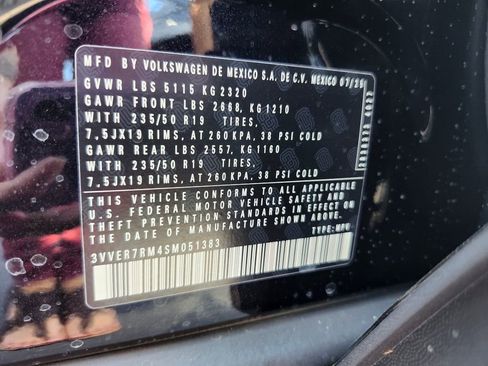 MFD BY VOLKSWAGEN DE MEXICO S.A. DE C.V. MEXICO
GVWR LBS 5115 KG 2320
GAWR FRONT LBS 2668, KG 1210
WITH 235/50 R19 TIRES,
7.5JX19 RIMS, AT 260 KPA, 38 PSI COLD
GAWR REAR LBS 2557, KG 1160
WITH 235/50 R19 TIRES,
7.5JX19 RIMS, AT 260 KPA, 38 PSI COLD
THIS VEHICLE CONFORMS TO ALL APPLICABLE
U.S. FEDERAL MOTOR VEHICLE SAFETY AND
THEFT PREVENTION STANDARDS IN EFFECT ON
THE DATE OF MANUFACTURE SHOWN ABOVE.
3VVER7RM4SM051383 TYPE: MPV